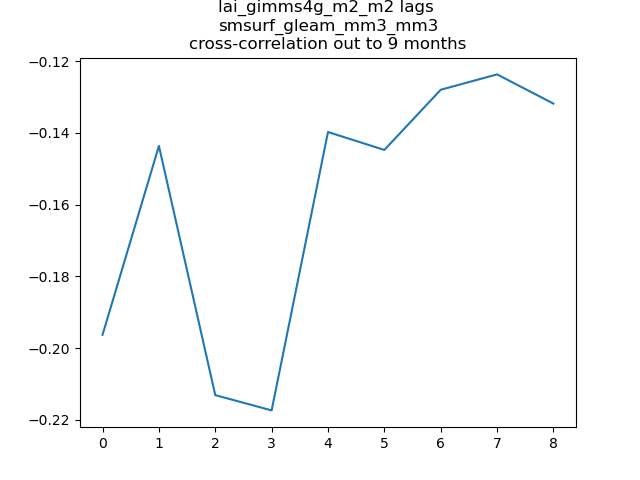 lai_gimms4g_m2_m2 lags
smsurf_gleam_mm3_mm3
cross-correlation out to 9 months
−0.12
−0.14
−0.16
−0.18
−0.20
−0.22
0 1 2 3 4 5 6 7 8